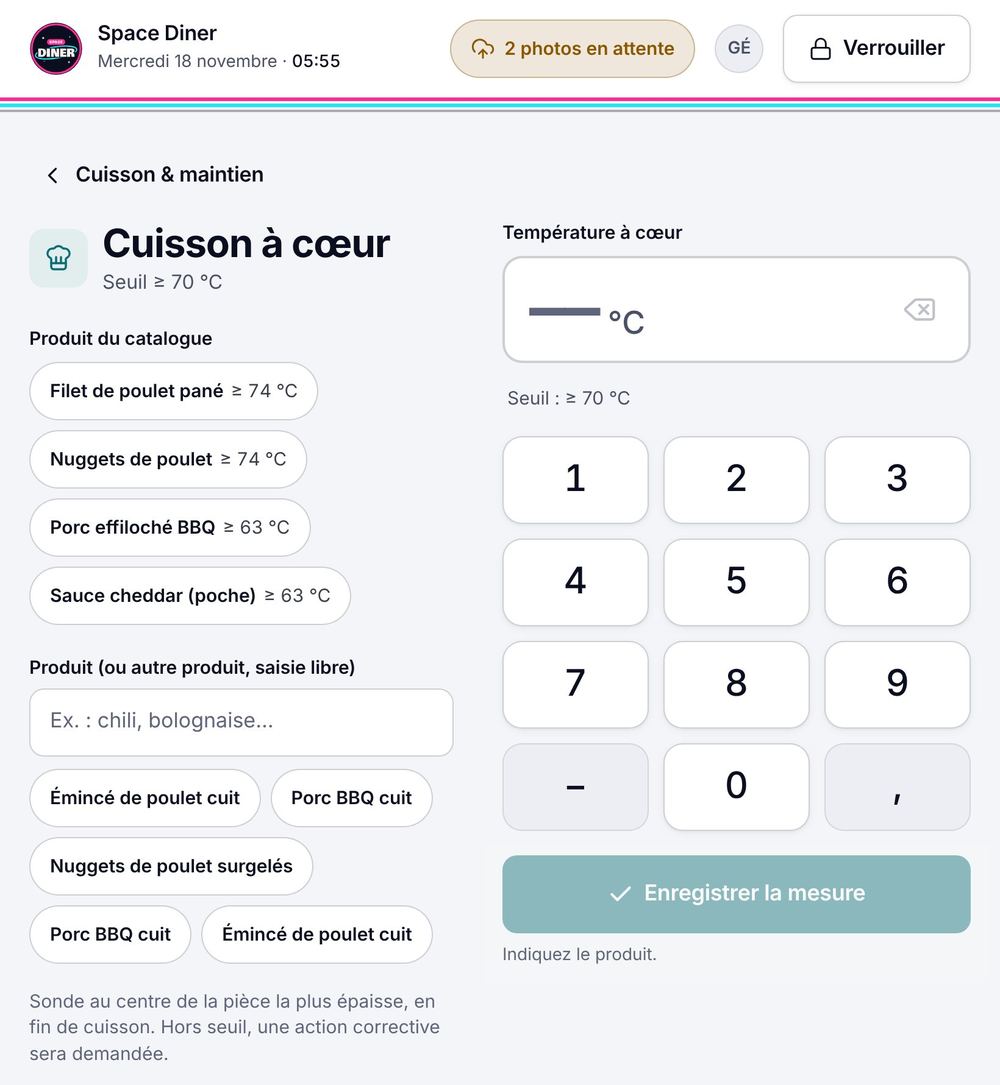 SPACE
DINER
Space Diner
Mercredi 18 novembre · 05:55
2 photos en attente
GÉ
Verrouiller
Cuisson & maintien
Cuisson à cœur
Seuil ≥ 70 °C
Produit du catalogue
Filet de poulet pané ≥ 74 °C
Nuggets de poulet ≥ 74 °C
Porc effiloché BBQ ≥ 63 °C
Sauce cheddar (poche) ≥ 63 °C
Produit (ou autre produit, saisie libre)
Ex. : chili, bolognaise…
Émincé de poulet cuit
Porc BBQ cuit
Nuggets de poulet surgelés
Porc BBQ cuit
Émincé de poulet cuit
Sonde au centre de la pièce la plus épaisse, en
fin de cuisson. Hors seuil, une action corrective
sera demandée.
Température à cœur
— °C
Seuil : ≥ 70 °C
1 2 3
4 5 6
7 8 9
− 0 ,
Enregistrer la mesure
Indiquez le produit.